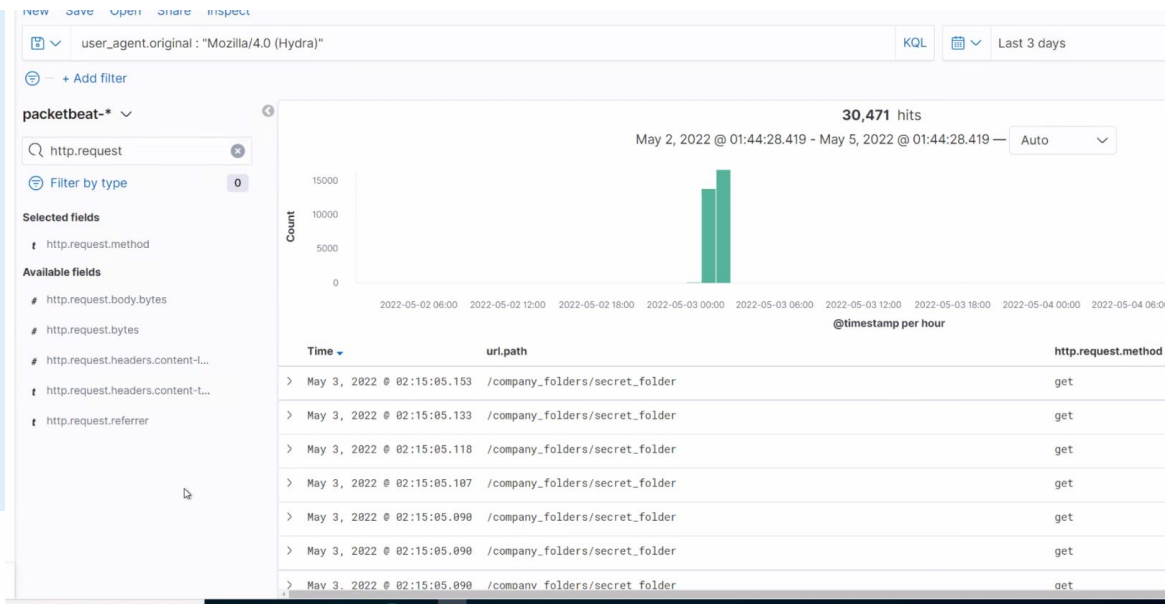 New Save Open Share Inspect
user_agent.original : "Mozilla/4.0 (Hydra)"
KQL
Last 3 days
+ Add filter
packetbeat-*
30,471 hits
May 2, 2022 @ 01:44:28.419 - May 5, 2022 @ 01:44:28.419 —
Auto
http.request
Filter by type
0
Selected fields
t http.request.method
Available fields
# http.request.body.bytes
# http.request.bytes
# http.request.headers.content-l...
t http.request.headers.content-t...
t http.request.referrer
Count
15000
10000
5000
0
2022-05-02 06:00 2022-05-02 12:00 2022-05-02 18:00 2022-05-03 00:00 2022-05-03 06:00 2022-05-03 12:00 2022-05-03 18:00 2022-05-04 00:00 2022-05-04 06:0
@timestamp per hour
Time url.path http.request.method
May 3, 2022 @ 02:15:05.153 /company_folders/secret_folder get
May 3, 2022 @ 02:15:05.133 /company_folders/secret_folder get
May 3, 2022 @ 02:15:05.118 /company_folders/secret_folder get
May 3, 2022 @ 02:15:05.107 /company_folders/secret_folder get
May 3, 2022 @ 02:15:05.090 /company_folders/secret_folder get
May 3, 2022 @ 02:15:05.090 /company_folders/secret_folder get
May 3, 2022 @ 02:15:05.090 /company_folders/secret_folder get